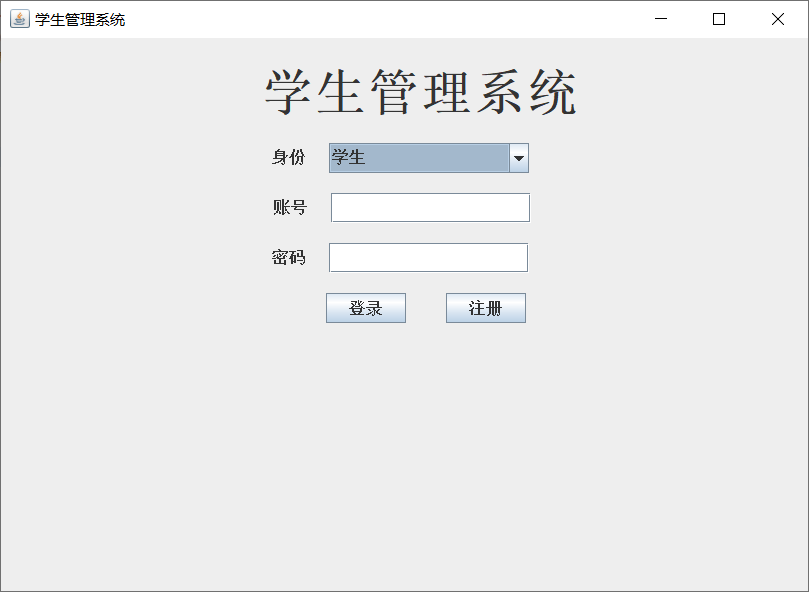 学生管理系统
学生管理系统
身份 学生
账号
密码
登录 注册